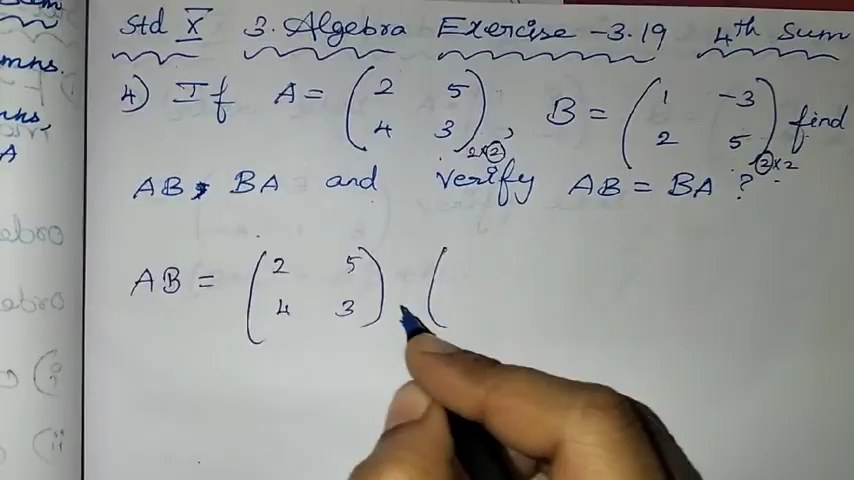 Std X 3. Algebra Exercise -3.19 4th Sum
4) If A = ( 2 5 4 3 ) 2×2 , B = ( 1 -3 2 5 ) 2×2 find
AB, BA and verify AB = BA ?
AB = ( 2 5 4 3 ) (
mns.
A